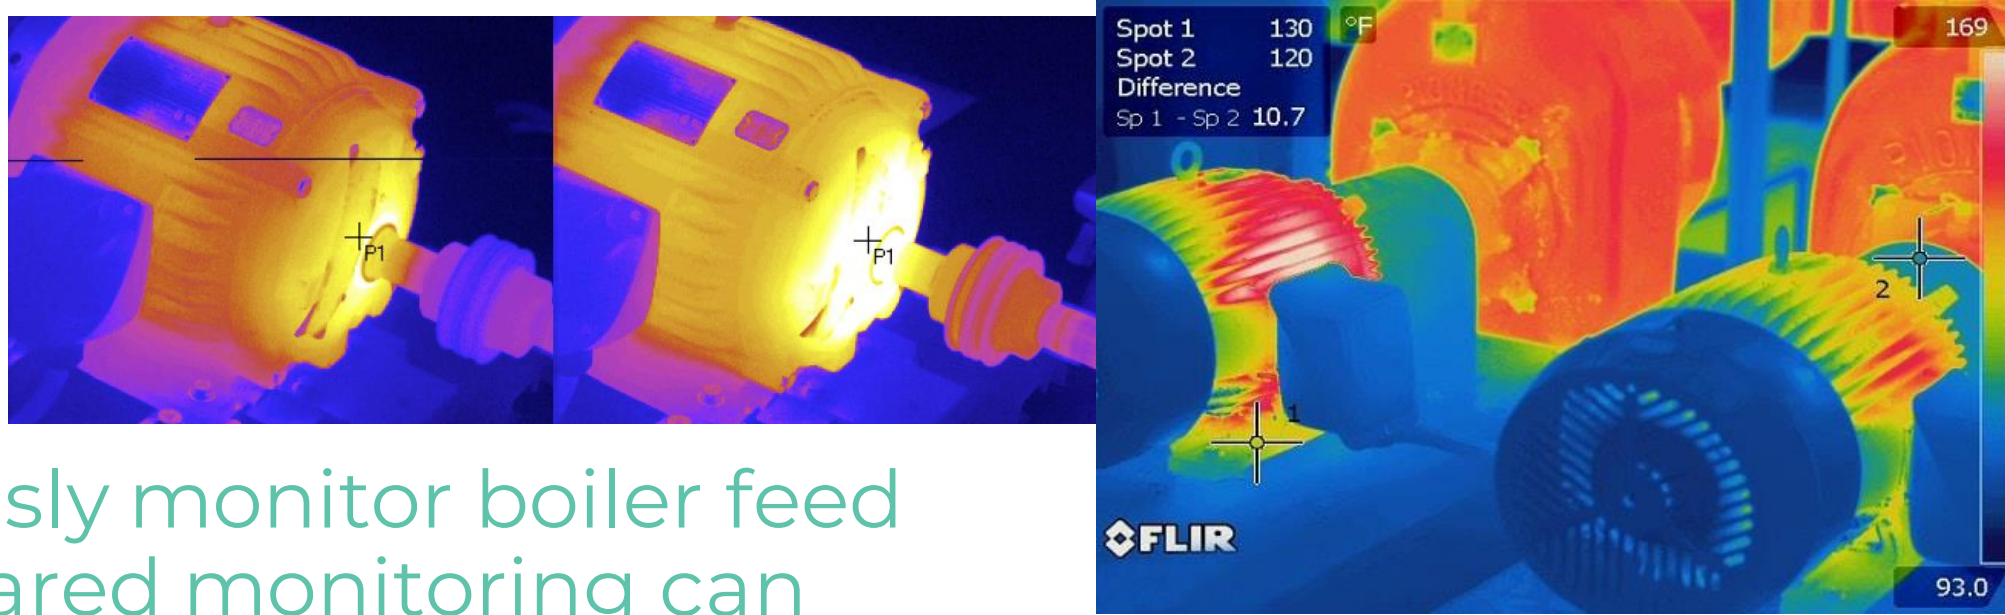 P1
P1
Spot 1 130 °F
Spot 2 120
Difference
Sp 1 - Sp 2 10.7
169
PIONEER
2
1
FLIR
93.0
sly monitor boiler feed
ared monitoring can